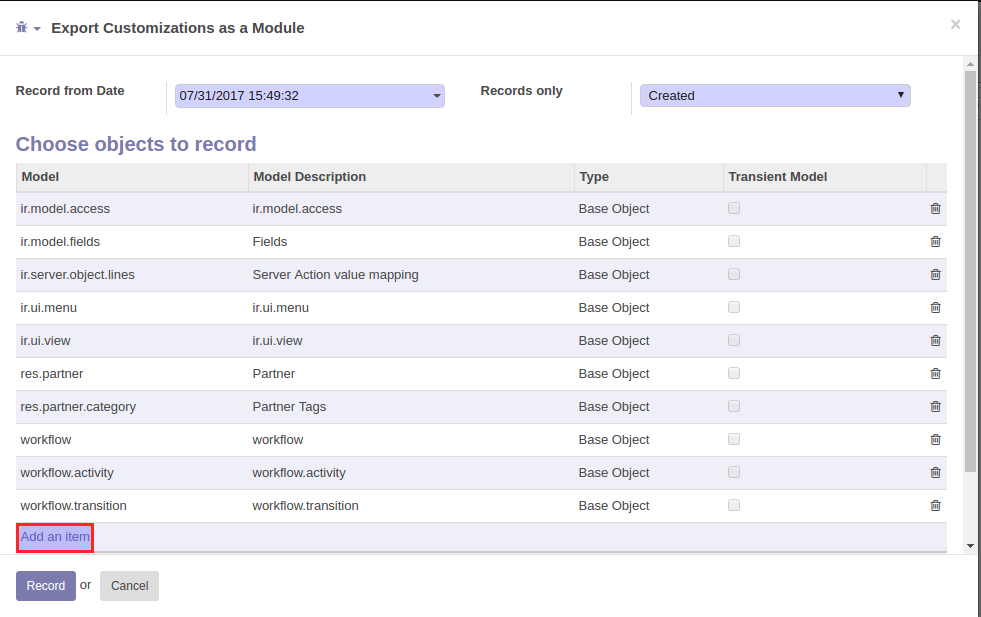 Export Customizations as a Module ×
Record from Date 07/31/2017 15:49:32 Records only Created
Choose objects to record
Model Model Description Type Transient Model
ir.model.access ir.model.access Base Object
ir.model.fields Fields Base Object
ir.server.object.lines Server Action value mapping Base Object
ir.ui.menu ir.ui.menu Base Object
ir.ui.view ir.ui.view Base Object
res.partner Partner Base Object
res.partner.category Partner Tags Base Object
workflow workflow Base Object
workflow.activity workflow.activity Base Object
workflow.transition workflow.transition Base Object
Add an item
Record or Cancel